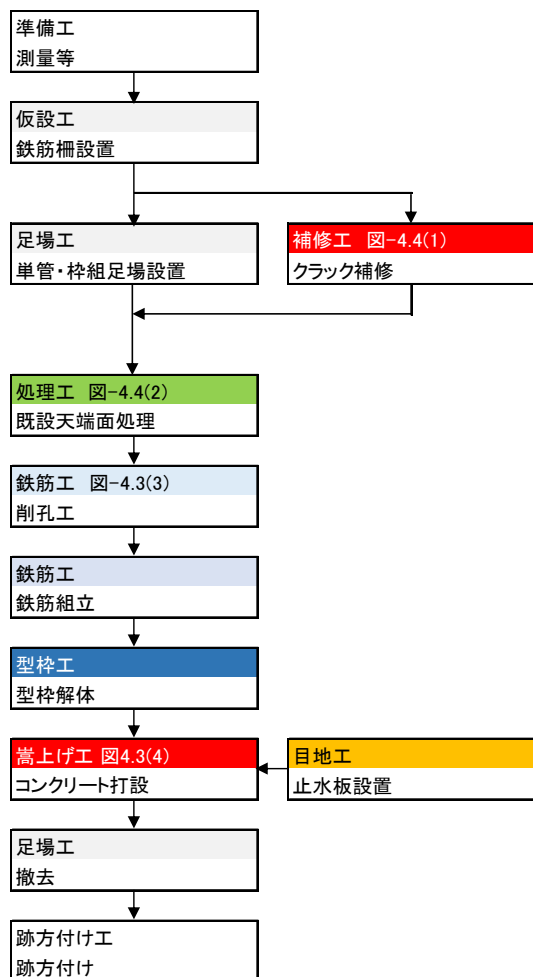 準備工
測量等
仮設工
鉄筋柵設置
足場工
単管・枠組足場設置
補修工 図-4.4(1)
クラック補修
処理工 図-4.4(2)
既設天端面処理
鉄筋工 図-4.3(3)
削孔工
鉄筋工
鉄筋組立
型枠工
型枠解体
嵩上げ工 図4.3(4)
コンクリート打設
目地工
止水板設置
足場工
撤去
跡方付け工
跡方付け